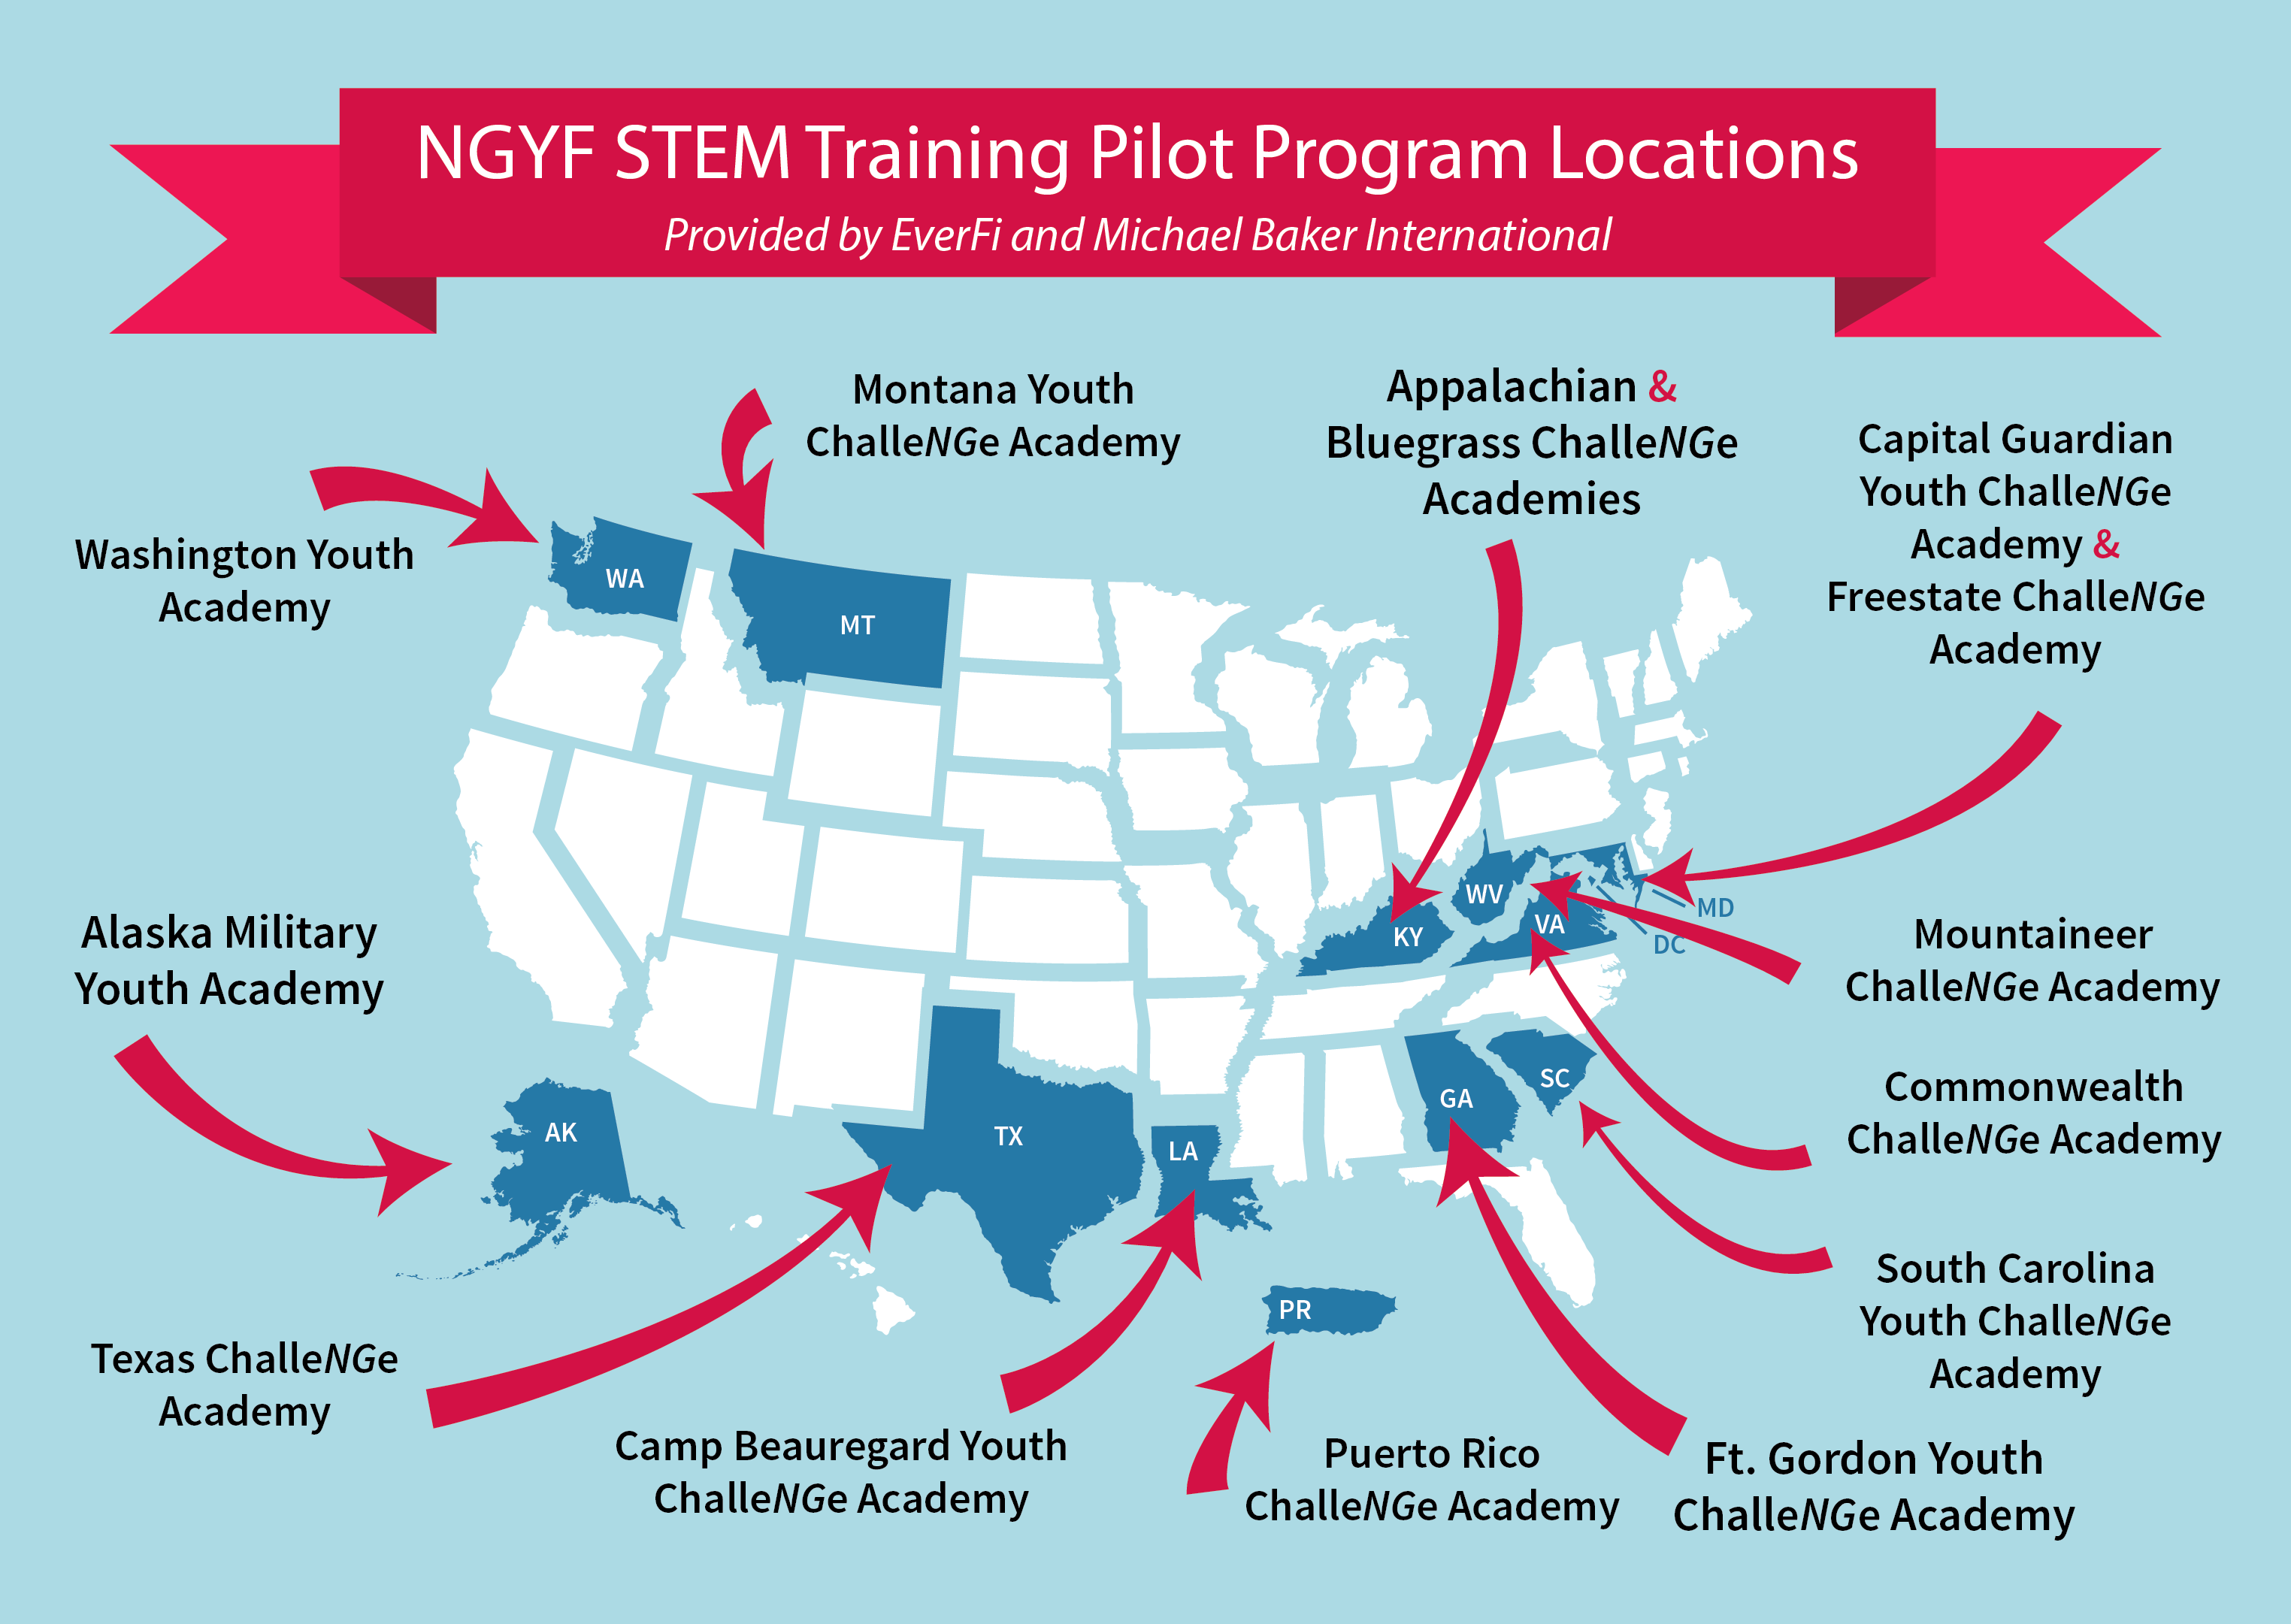 NGYF STEM Training Pilot Program Locations
Provided by EverFi and Michael Baker International
Montana Youth
ChalleNGe Academy
Appalachian &
Bluegrass ChalleNGe
Academies
Capital Guardian
Youth ChalleNGe
Academy &
Freestate ChalleNGe
Academy
Washington Youth
Academy
WA
MT
Alaska Military
Youth Academy
WV
KY
VA
MD
DC
Mountaineer
ChalleNGe Academy
Commonwealth
ChalleNGe Academy
AK
TX
LA
GA
SC
South Carolina
Youth ChalleNGe
Academy
PR
Texas ChalleNGe
Academy
Camp Beauregard Youth
ChalleNGe Academy
Puerto Rico
ChalleNGe Academy
Ft. Gordon Youth
ChalleNGe Academy